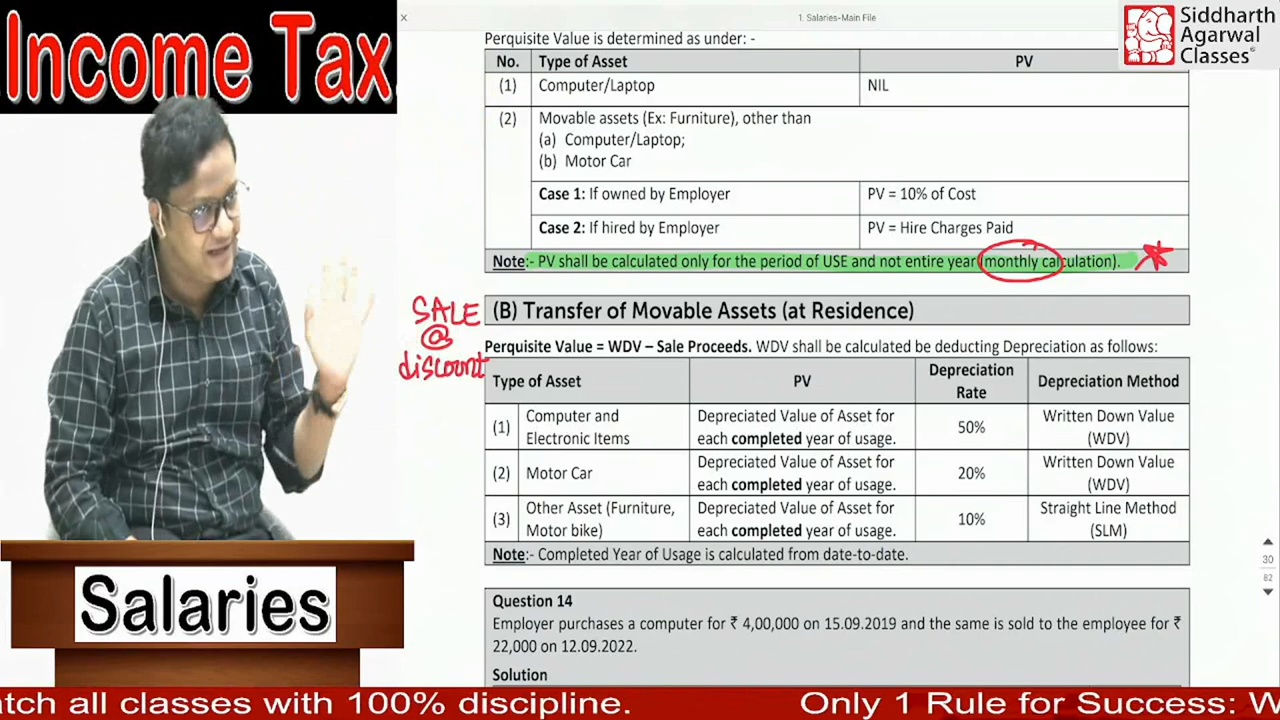 Income Tax
1. Salaries-Main File
Siddharth
Agarwal
Classes
Perquisite Value is determined as under: -
No. Type of Asset PV
(1) Computer/Laptop NIL
(2) Movable assets (Ex: Furniture), other than
(a) Computer/Laptop;
(b) Motor Car
Case 1: If owned by Employer PV = 10% of Cost
Case 2: If hired by Employer PV = Hire Charges Paid
Note:- PV shall be calculated only for the period of USE and not entire year (monthly calculation).
SALE
@
discount
(B) Transfer of Movable Assets (at Residence)
Perquisite Value = WDV – Sale Proceeds. WDV shall be calculated be deducting Depreciation as follows:
Type of Asset PV Depreciation Rate Depreciation Method
(1) Computer and Electronic Items Depreciated Value of Asset for each completed year of usage. 50% Written Down Value (WDV)
(2) Motor Car Depreciated Value of Asset for each completed year of usage. 20% Written Down Value (WDV)
(3) Other Asset (Furniture, Motor bike) Depreciated Value of Asset for each completed year of usage. 10% Straight Line Method (SLM)
Note:- Completed Year of Usage is calculated from date-to-date.
30
82
Question 14
Employer purchases a computer for ₹ 4,00,000 on 15.09.2019 and the same is sold to the employee for ₹
22,000 on 12.09.2022.
Solution
Salaries
atch all classes with 100% discipline. Only 1 Rule for Success: W